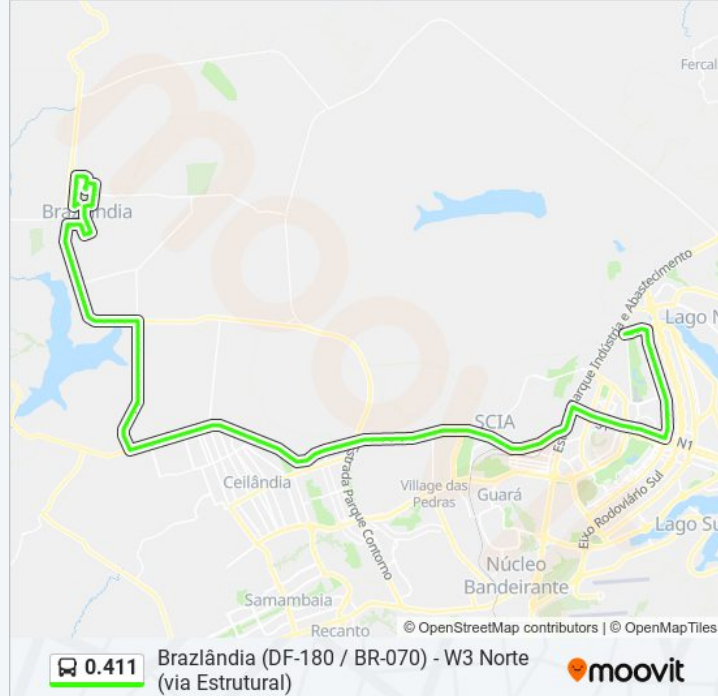 Fercal
Brazlândia
Parque Indústria e Abastecimento
Lago N
SCIA
N1
Estrada Parque Contorno
Ceilândia
Village das
Pedras
Guará
Eixo Rodoviário Sul
Lago Su
Núcleo
Bandeirante
Samambaia
Recanto
© OpenStreetMap contributors | © OpenMapTiles
0.411
Brazlândia (DF-180 / BR-070) - W3 Norte
(via Estrutural)
moovit